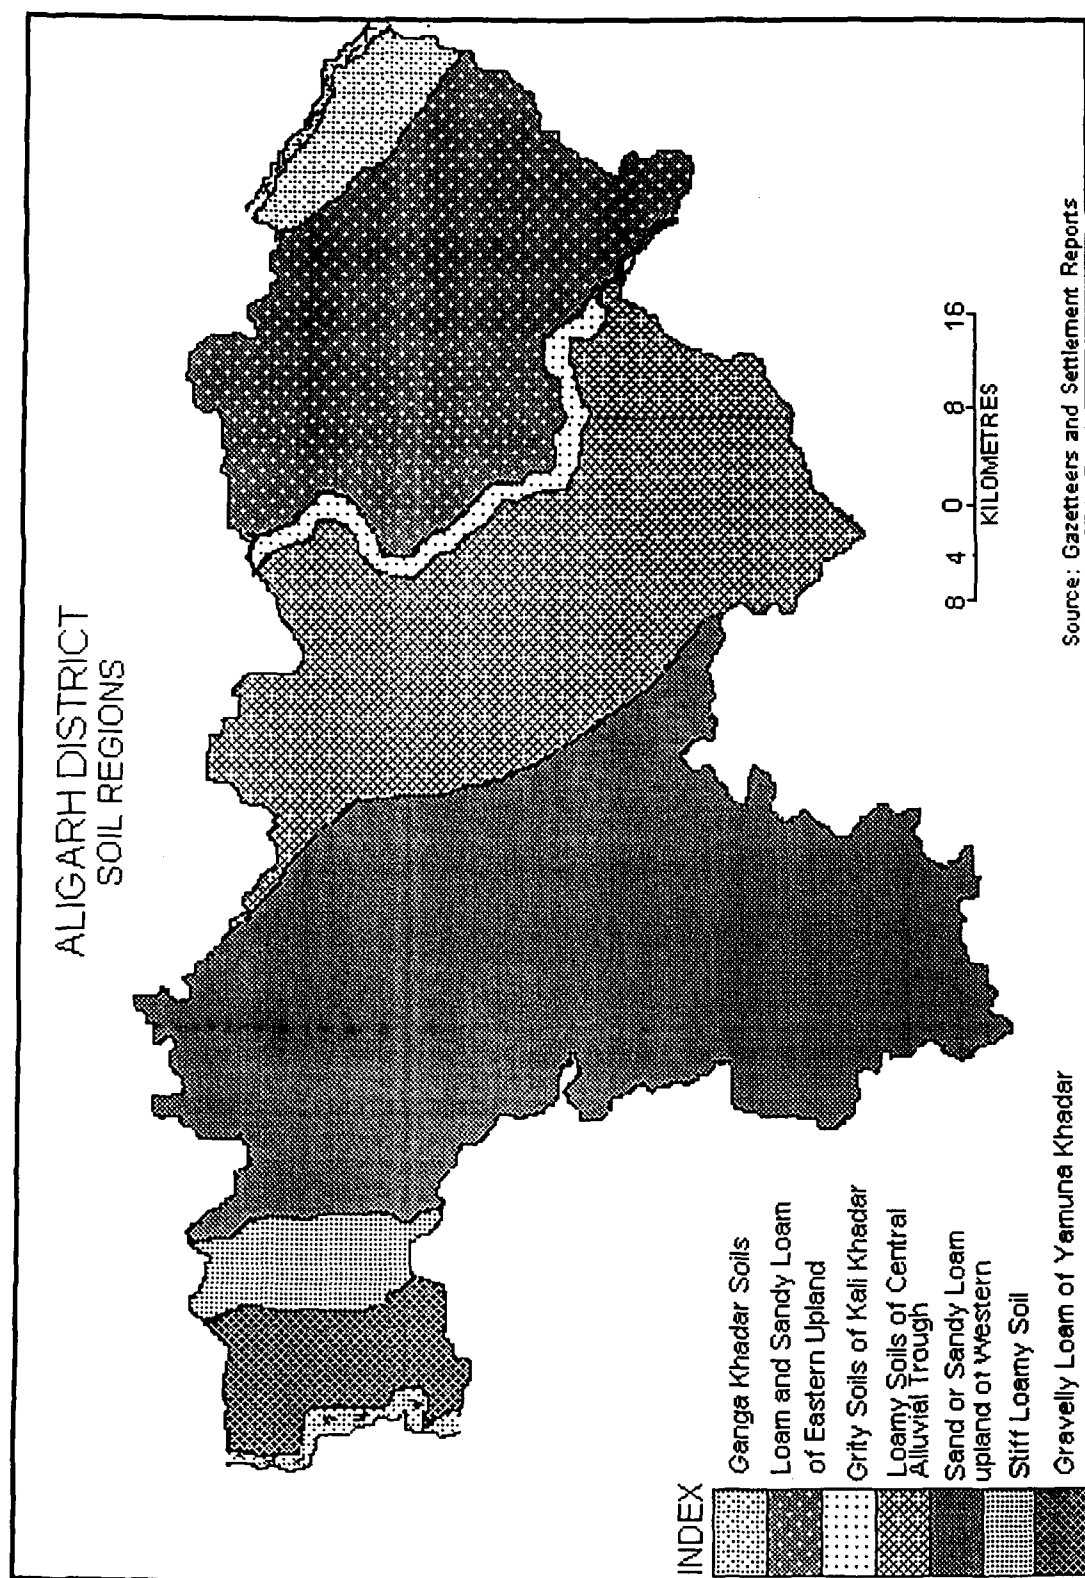 ALIGARH DISTRICT
SOIL REGIONS
INDEX
Ganga Khadar Soils
Loam and Sandy Loam
of Eastern Upland
Grity Soils of Kali Khadar
Loamy Soils of Central
Alluvial Trough
Sand or Sandy Loam
upland of Western
Stiff Loamy Soil
Gravelly Loam of Yamuna Khadar
8 4 0 8 16
KILOMETRES
Source: Gazetteers and Settlement Reports